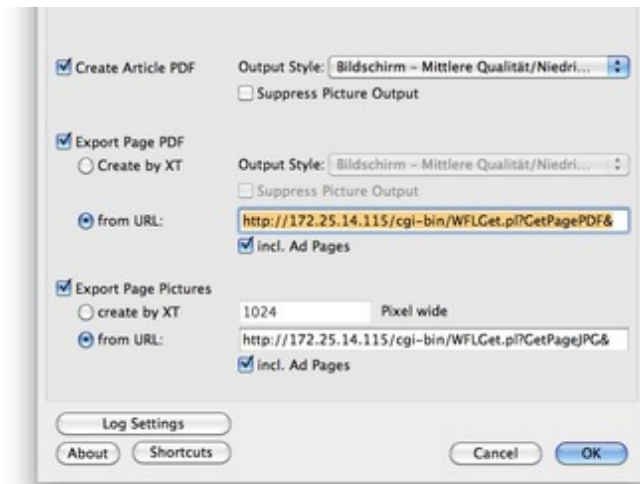 Create Article PDF Output Style: Bildschirm – Mittlere Qualität/Niedri...
Suppress Picture Output
Export Page PDF
Create by XT Output Style: Bildschirm – Mittlere Qualität/Niedri...
Suppress Picture Output
from URL: http://172.25.14.115/cgi-bin/WFLGet.pl?GetPagePDF&
incl. Ad Pages
Export Page Pictures
create by XT 1024 Pixel wide
from URL: http://172.25.14.115/cgi-bin/WFLGet.pl?GetPageJPG&
incl. Ad Pages
Log Settings
About Shortcuts Cancel OK